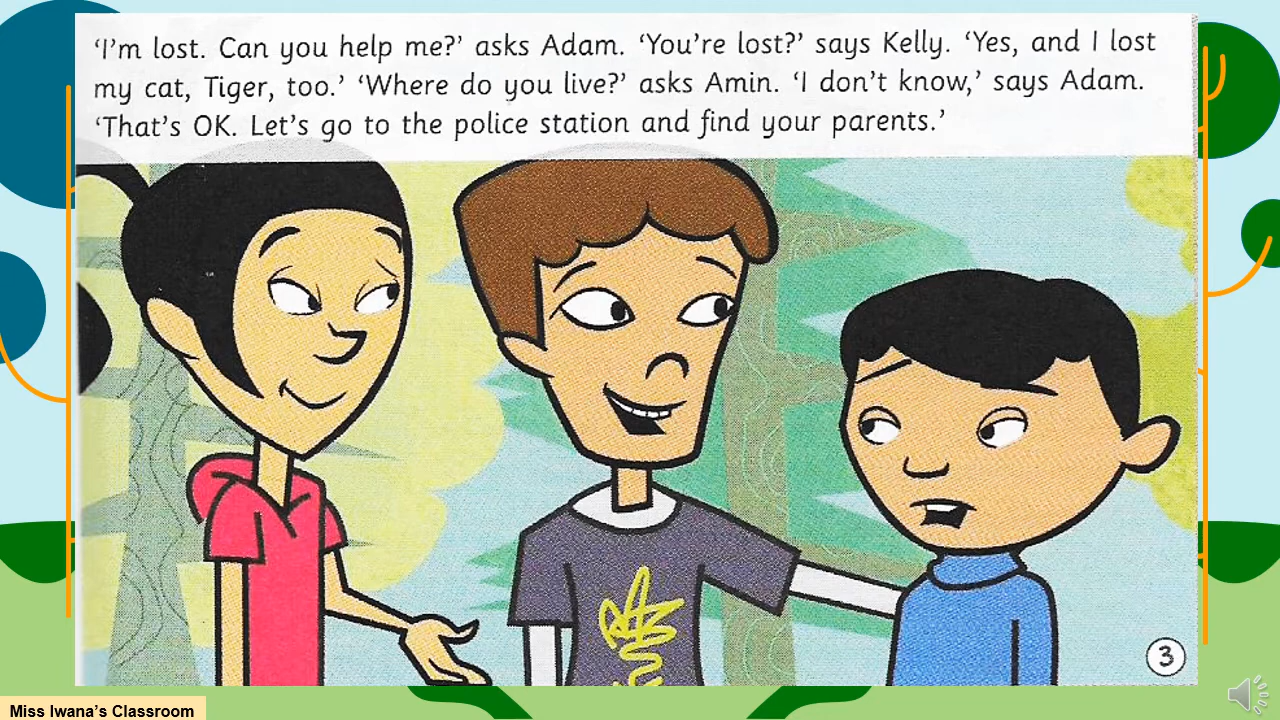 ‘I’m lost. Can you help me?’ asks Adam. ‘You’re lost?’ says Kelly. ‘Yes, and I lost
my cat, Tiger, too.’ ‘Where do you live?’ asks Amin. ‘I don’t know,’ says Adam.
‘That’s OK. Let’s go to the police station and find your parents.’
3
Miss Iwana’s Classroom